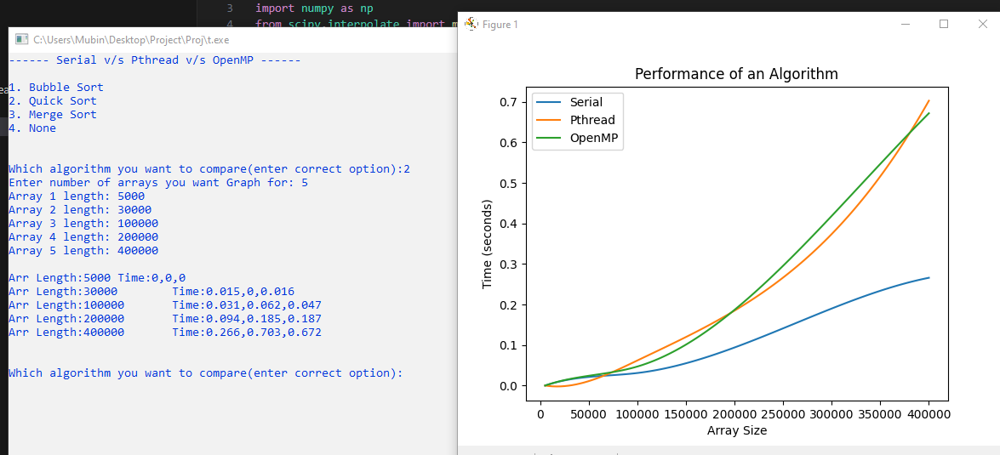 3 import numpy as np
4 from scipy.interpolate import
C:\Users\Mubin\Desktop\Project\Proj\t.exe
------ Serial v/s Pthread v/s OpenMP ------
1. Bubble Sort
2. Quick Sort
3. Merge Sort
4. None
Which algorithm you want to compare(enter correct option):2
Enter number of arrays you want Graph for: 5
Array 1 length: 5000
Array 2 length: 30000
Array 3 length: 100000
Array 4 length: 200000
Array 5 length: 400000
Arr Length:5000 Time:0,0,0
Arr Length:30000 Time:0.015,0,0.016
Arr Length:100000 Time:0.031,0.062,0.047
Arr Length:200000 Time:0.094,0.185,0.187
Arr Length:400000 Time:0.266,0.703,0.672
Which algorithm you want to compare(enter correct option):
Figure 1
Performance of an Algorithm
Serial
Pthread
OpenMP
Time (seconds)
0.7
0.6
0.5
0.4
0.3
0.2
0.1
0.0
0 50000 100000 150000 200000 250000 300000 350000 400000
Array Size